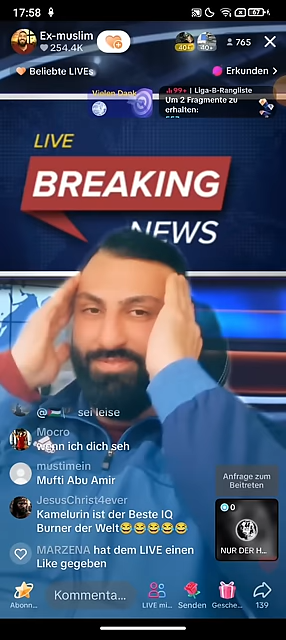 17:58
67
Ex-muslim
254.4K
765
Beliebte LIVEs
Erkunden
Vielen Dank
99+ | Liga-B-Rangliste
Um 2 Fragmente zu
erhalten:
LIVE
BREAKING
NEWS
@🇵🇸 sei leise
Mocro
wenn ich dich seh
mustimein
Mufti Abu Amir
JesusChrist4ever
Kamelurin ist der Beste IQ
Burner der Welt😂😂😂😂😂
MARZENA hat dem LIVE einen
Like gegeben
Anfrage zum
Beitreten
0
NUR DER H...
Abonn...
Kommenta...
LIVE mi...
Senden
Gesche...
139